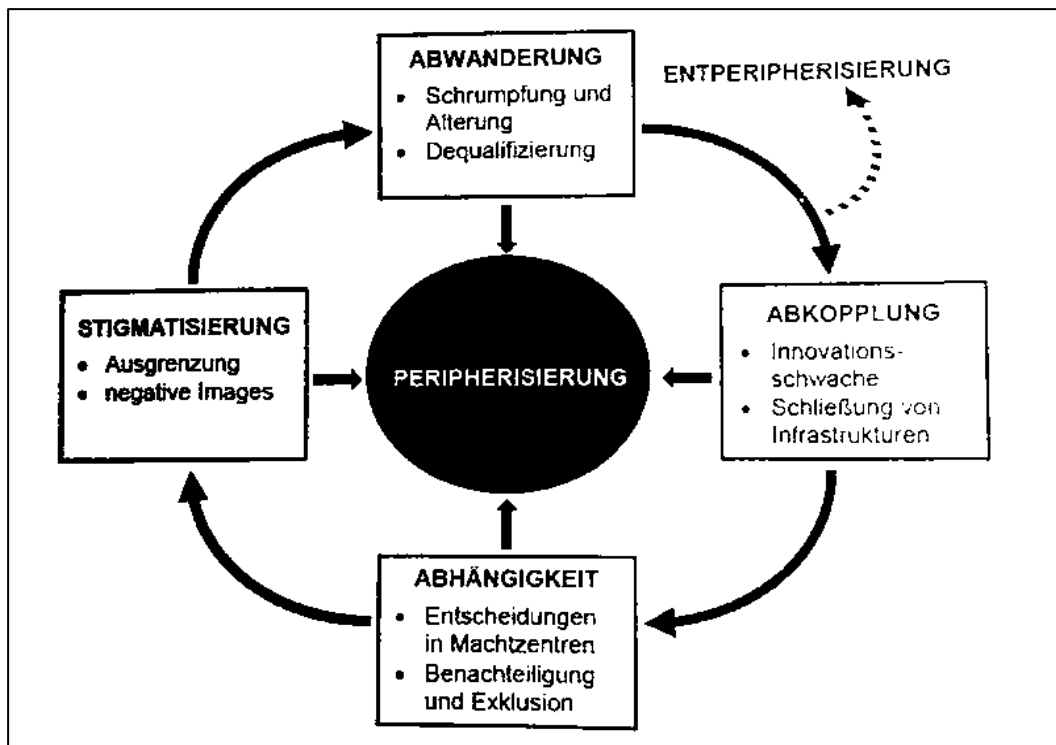 ABWANDERUNG
• Schrumpfung und
Alterung
• Dequalifizierung
ENTPERIPHERISIERUNG
STIGMATISIERUNG
• Ausgrenzung
• negative Images
PERIPHERISIERUNG
ABKOPPLUNG
• Innovations-
schwache
• Schließung von
Infrastrukturen
ABHÄNGIGKEIT
• Entscheidungen
in Machtzentren
• Benachteiligung
und Exklusion